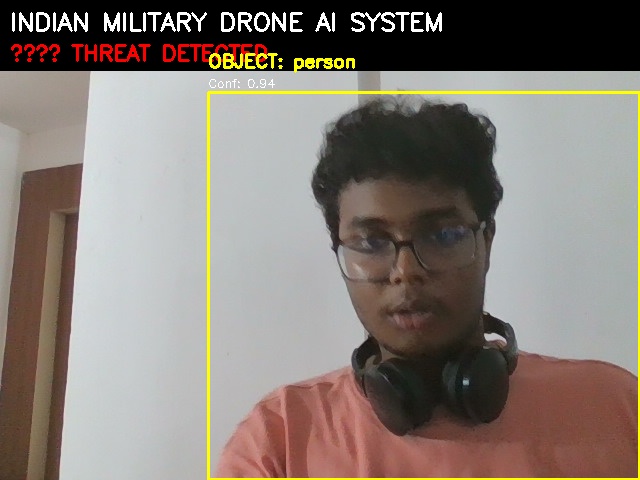 INDIAN MILITARY DRONE AI SYSTEM
???? THREAT DETECTED
OBJECT: person
Conf: 0.94